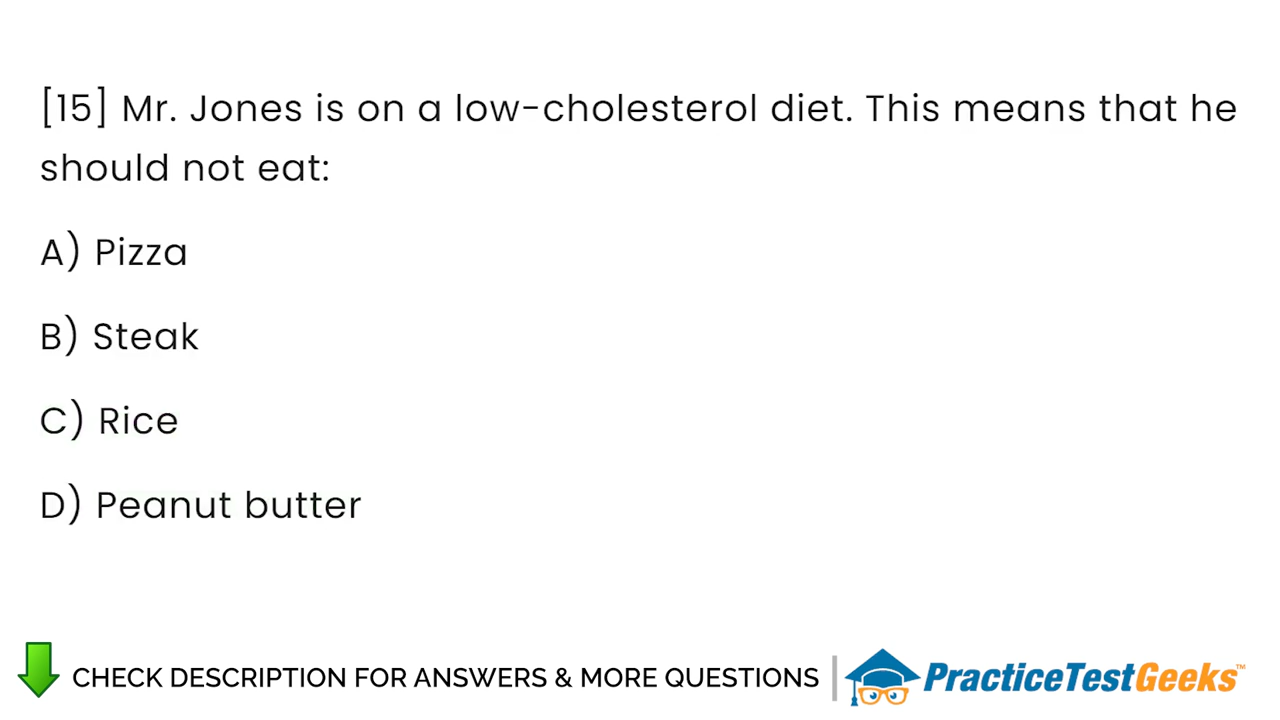 [15] Mr. Jones is on a low-cholesterol diet. This means that he
should not eat:
A) Pizza
B) Steak
C) Rice
D) Peanut butter
CHECK DESCRIPTION FOR ANSWERS & MORE QUESTIONS
PracticeTestGeeks™